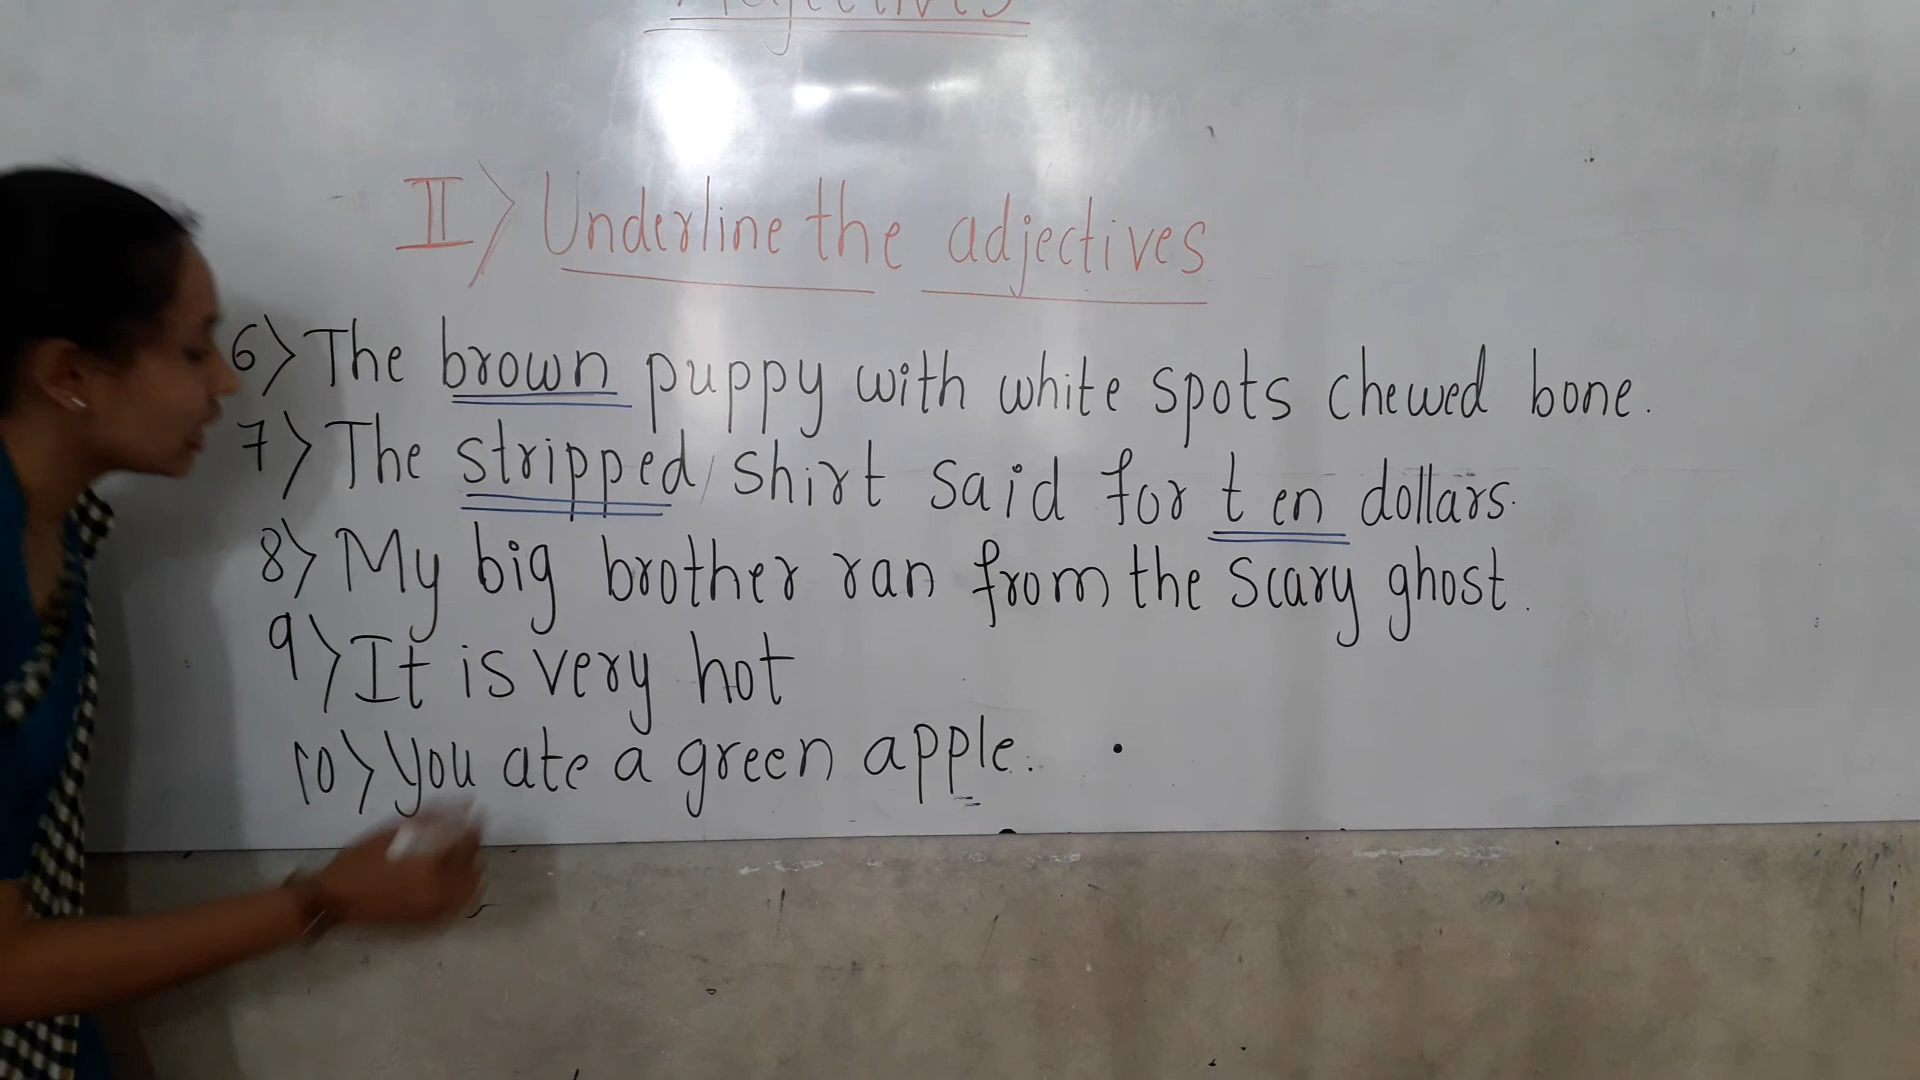 Adjectives
II) Underline the adjectives
6) The brown puppy with white spots chewed bone.
7) The stripped shirt said for ten dollars.
8) My big brother ran from the scary ghost.
9) It is very hot
10) You ate a green apple.